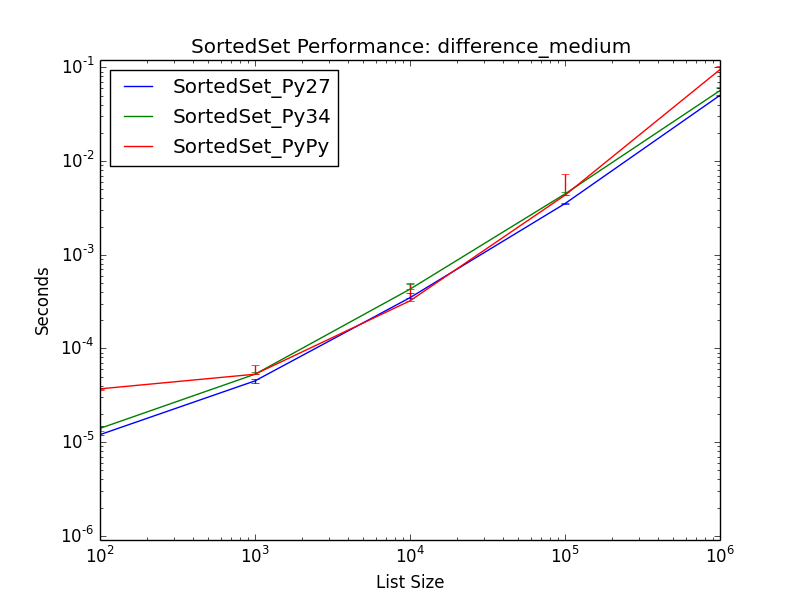 SortedSet Performance: difference_medium
SortedSet_Py27
SortedSet_Py34
SortedSet_PyPy
Seconds
10^-1
10^-2
10^-3
10^-4
10^-5
10^-6
10^2 10^3 10^4 10^5 10^6
List Size